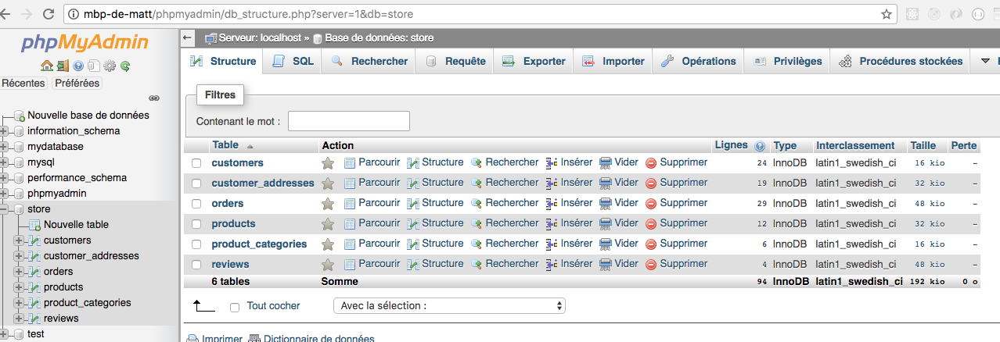 mbp-de-matt/phpmyadmin/db_structure.php?server=1&db=store
phpMyAdmin
Récentes Préférées
Nouvelle base de données
information_schema
mydatabase
mysql
performance_schema
phpmyadmin
store
Nouvelle table
customers
customer_addresses
orders
products
product_categories
reviews
test
Serveur: localhost » Base de données: store
Structure SQL Rechercher Requête Exporter Importer Opérations Privilèges Procédures stockées
Filtres
Contenant le mot :
Table Action Lignes Type Interclassement Taille Perte
customers Parcourir Structure Rechercher Insérer Vider Supprimer 24 InnoDB latin1_swedish_ci 16 kio -
customer_addresses Parcourir Structure Rechercher Insérer Vider Supprimer 19 InnoDB latin1_swedish_ci 32 kio -
orders Parcourir Structure Rechercher Insérer Vider Supprimer 29 InnoDB latin1_swedish_ci 48 kio -
products Parcourir Structure Rechercher Insérer Vider Supprimer 12 InnoDB latin1_swedish_ci 32 kio -
product_categories Parcourir Structure Rechercher Insérer Vider Supprimer 6 InnoDB latin1_swedish_ci 16 kio -
reviews Parcourir Structure Rechercher Insérer Vider Supprimer 4 InnoDB latin1_swedish_ci 48 kio -
6 tables Somme 94 InnoDB latin1_swedish_ci 192 kio 0 o
Tout cocher Avec la sélection :
Imprimer Dictionnaire de données